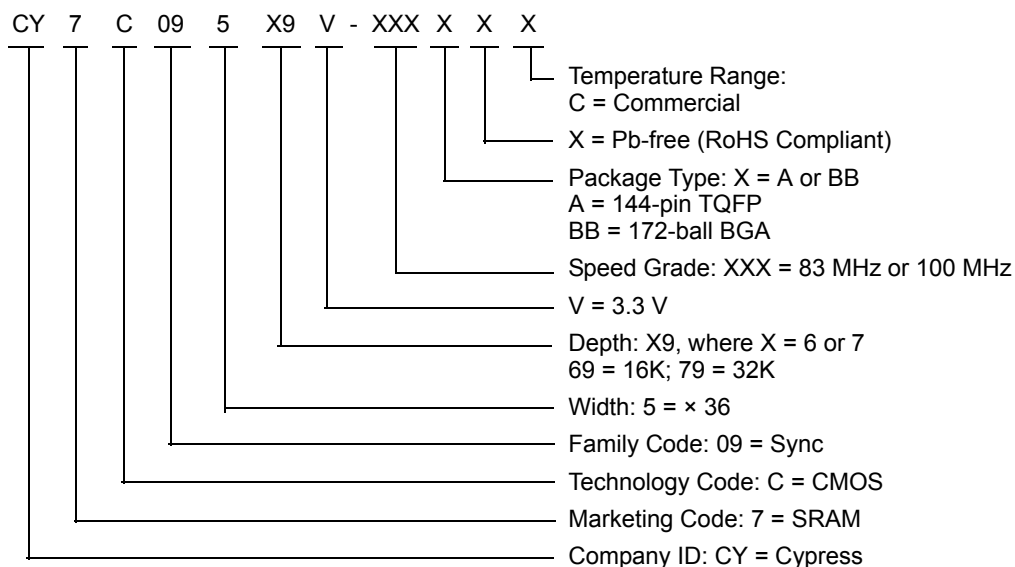 CY 7 C 09 5 X9 V - XXX X X X
Temperature Range:
C = Commercial
X = Pb-free (RoHS Compliant)
Package Type: X = A or BB
A = 144-pin TQFP
BB = 172-ball BGA
Speed Grade: XXX = 83 MHz or 100 MHz
V = 3.3 V
Depth: X9, where X = 6 or 7
69 = 16K; 79 = 32K
Width: 5 = × 36
Family Code: 09 = Sync
Technology Code: C = CMOS
Marketing Code: 7 = SRAM
Company ID: CY = Cypress